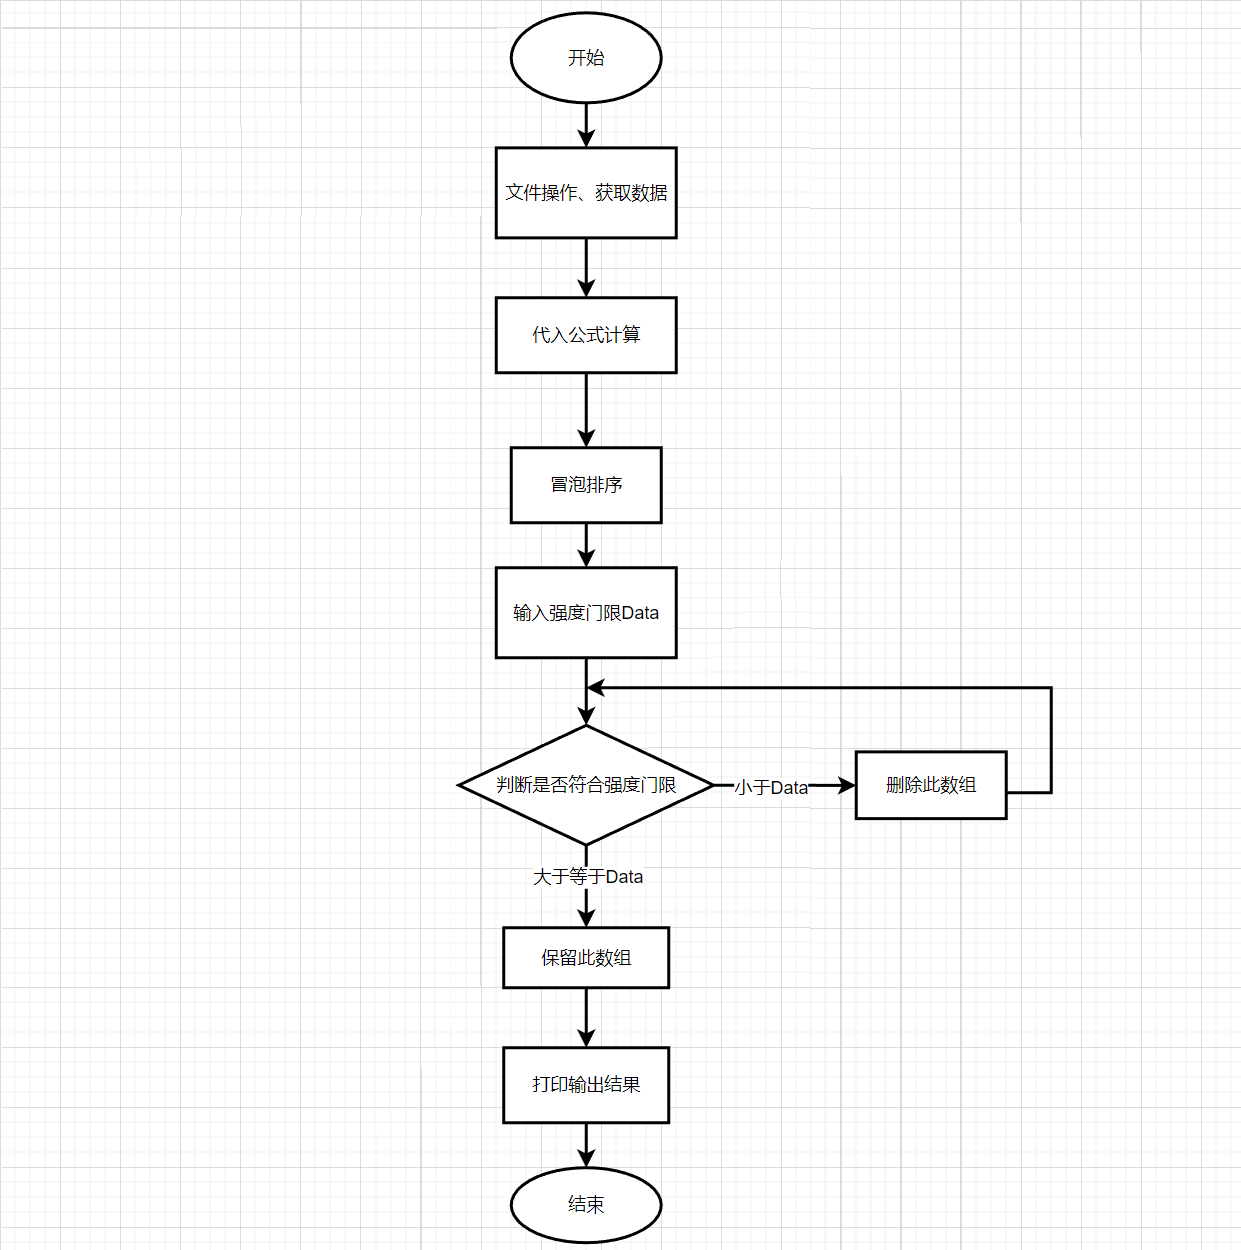 开始
文件操作、获取数据
代入公式计算
冒泡排序
输入强度门限Data
判断是否符合强度门限
小于Data
删除此数组
大于等于Data
保留此数组
打印输出结果
结束